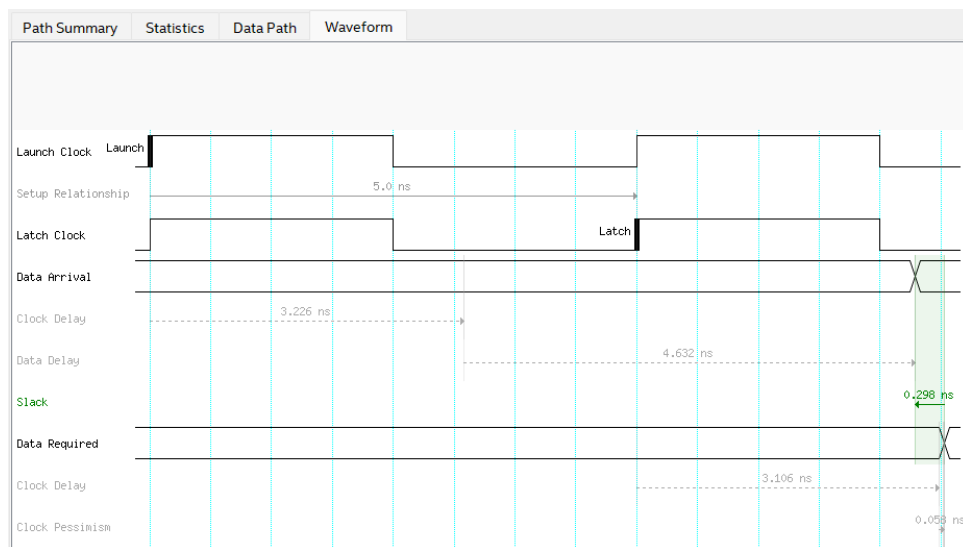 Path Summary Statistics Data Path Waveform
Launch Clock Launch
Setup Relationship 5.0 ns
Latch Clock Latch
Data Arrival
Clock Delay 3.226 ns
Data Delay 4.632 ns
Slack 0.298 ns
Data Required
Clock Delay 3.106 ns
Clock Pessimism 0.058 ns